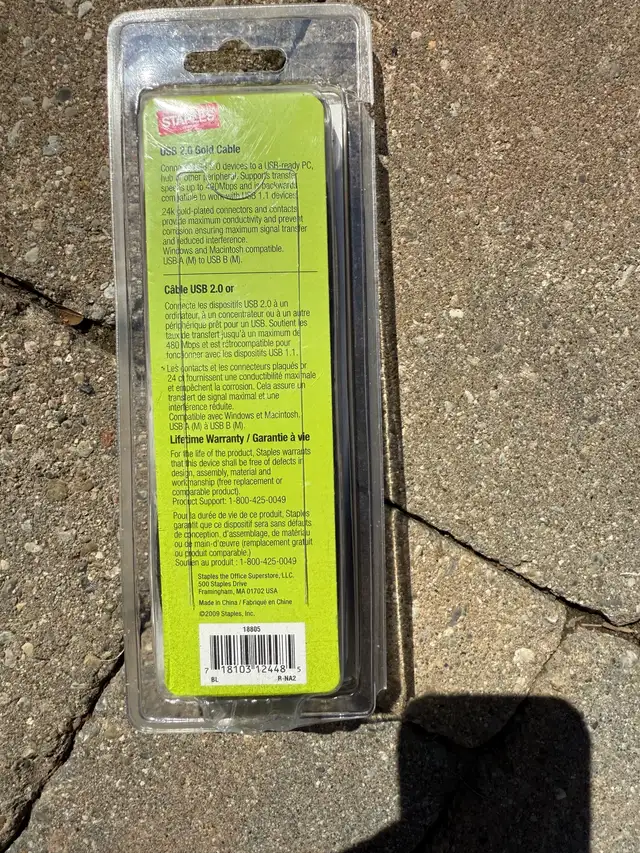 STAPLES
USB 2.0 Gold Cable
Connects USB 2.0 devices to a USB-ready PC,
hub or other peripheral. Supports transfer
speeds up to 480Mbps and is backwards
compatible to work with USB 1.1 devices.
24k gold-plated connectors and contacts
provide maximum conductivity and prevent
corrosion ensuring maximum signal transfer
and reduced interference.
Windows and Macintosh compatible.
USB A (M) to USB B (M).
Câble USB 2.0 or
Connecte les dispositifs USB 2.0 à un
ordinateur, à un concentrateur ou à un autre
périphérique prêt pour un USB. Soutient les
taux de transfert jusqu'à un maximum de
480 Mbps et est rétrocompatible pour
fonctionner avec les dispositifs USB 1.1.
Les contacts et les connecteurs plaqués or
24 ct fournissent une conductibilité maximale
et empêchent la corrosion. Cela assure un
transfert de signal maximal et une
interférence réduite.
Compatible avec Windows et Macintosh.
USB A (M) à USB B (M).
Lifetime Warranty / Garantie à vie
For the life of the product, Staples warrants
that this device shall be free of defects in
design, assembly, material and
workmanship (free replacement or
comparable product).
Product Support: 1-800-425-0049
Pour la durée de vie de ce produit, Staples
garantit que ce dispositif sera sans défauts
de conception, d'assemblage, de matériau
ou de main-d'œuvre (remplacement gratuit
ou produit comparable.)
Soutien au produit : 1-800-425-0049
Staples the Office Superstore, LLC.
500 Staples Drive
Framingham, MA 01702 USA
Made in China / Fabriqué en Chine
©2009 Staples, Inc.
18805
7 18103 12448 5
BL R-NA2